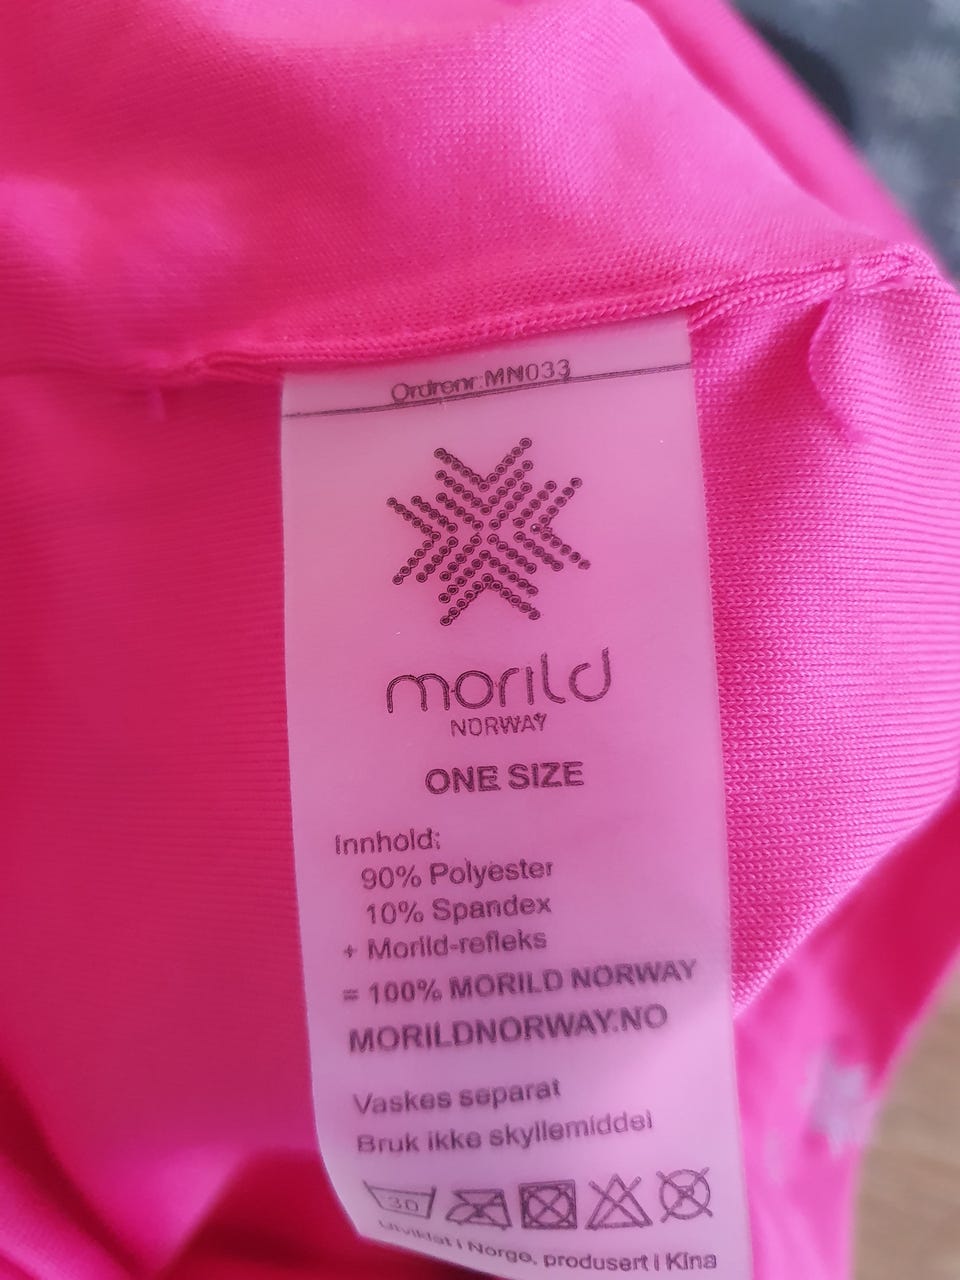 Ordrenr:MN033
morild
NORWAY
ONE SIZE
Innhold:
90% Polyester
10% Spandex
+ Morild-refleks
= 100% MORILD NORWAY
MORILDNORWAY.NO
Vaskes separat
Bruk ikke skyllemiddel
30
Utviklet i Norge, produsert i Kina